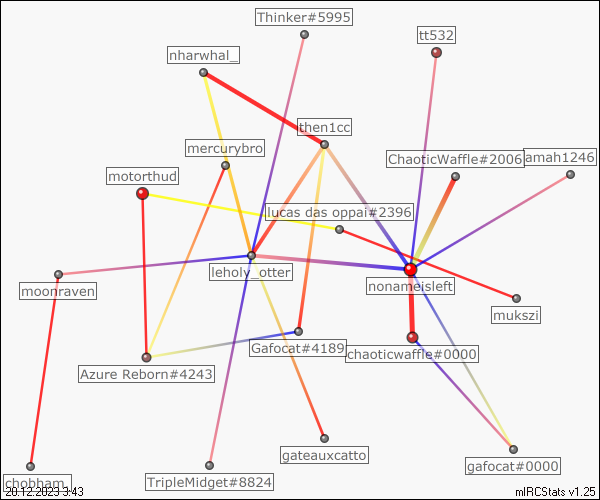 Thinker#5995
tt532
nharwhal_
then1cc
mercurybro
ChaoticWaffle#2006
amah1246
motorthud
lucas das oppai#2396
leholy_otter
nonameisleft
moonraven
mukszi
Gafocat#4189
chaoticwaffle#0000
Azure Reborn#4243
gateauxcatto
gafocat#0000
chobham_
TripleMidget#8824
20.12.2023 3:43
mIRCStats v1.25